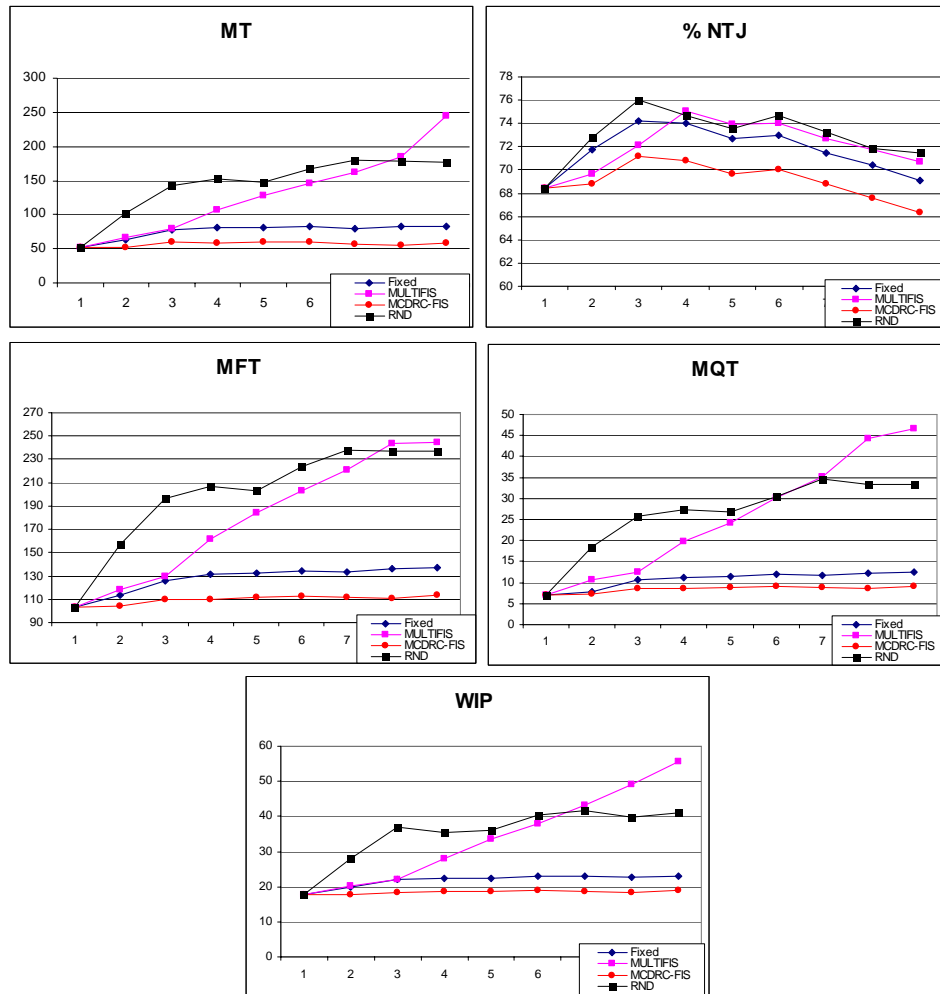 MT
300
250
200
150
100
50
0
1 2 3 4 5 6
Fixed
MULTIFIS
MCDRC-FIS
RND
% NTJ
78
76
74
72
70
68
66
64
62
60
1 2 3 4 5 6
Fixed
MULTIFIS
MCDRC-FIS
RND
MFT
270
250
230
210
190
170
150
130
110
90
1 2 3 4 5 6 7
Fixed
MULTIFIS
MCDRC-FIS
RND
MQT
50
45
40
35
30
25
20
15
10
5
0
1 2 3 4 5 6 7
Fixed
MULTIFIS
MCDRC-FIS
RND
WIP
60
50
40
30
20
10
0
1 2 3 4 5 6
Fixed
MULTIFIS
MCDRC-FIS
RND